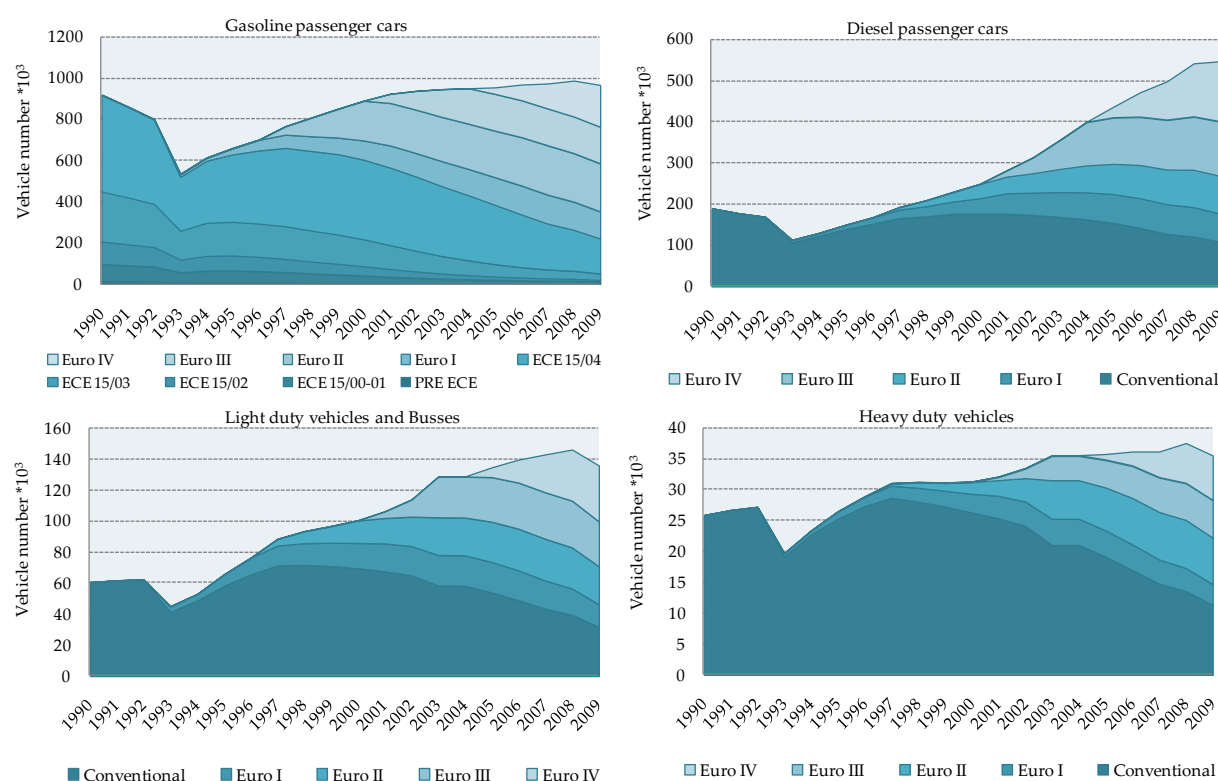 Gasoline passenger cars
Vehicle number *10³
1200
1000
800
600
400
200
0
1990 1991 1992 1993 1994 1995 1996 1997 1998 1999 2000 2001 2002 2003 2004 2005 2006 2007 2008 2009
Euro IV Euro III Euro II Euro I ECE 15/04
ECE 15/03 ECE 15/02 ECE 15/00-01 PRE ECE
Diesel passenger cars
Vehicle number *10³
600
500
400
300
200
100
0
1990 1991 1992 1993 1994 1995 1996 1997 1998 1999 2000 2001 2002 2003 2004 2005 2006 2007 2008 2009
Euro IV Euro III Euro II Euro I Conventional
Light duty vehicles and Busses
Vehicle number *10³
160
140
120
100
80
60
40
20
0
1990 1991 1992 1993 1994 1995 1996 1997 1998 1999 2000 2001 2002 2003 2004 2005 2006 2007 2008 2009
Conventional Euro I Euro II Euro III Euro IV
Heavy duty vehicles
Vehicle number *10³
40
35
30
25
20
15
10
5
0
1990 1991 1992 1993 1994 1995 1996 1997 1998 1999 2000 2001 2002 2003 2004 2005 2006 2007 2008 2009
Euro IV Euro III Euro II Euro I Conventional